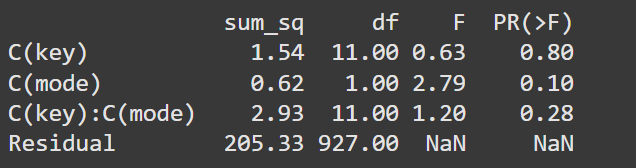 sum_sq df F PR(>F)
C(key) 1.54 11.00 0.63 0.80
C(mode) 0.62 1.00 2.79 0.10
C(key):C(mode) 2.93 11.00 1.20 0.28
Residual 205.33 927.00 NaN NaN